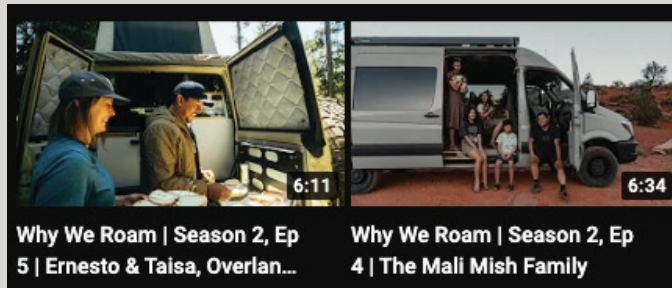 6:11
6:34
Why We Roam | Season 2, Ep
5 | Ernesto & Taisa, Overlan...
Why We Roam | Season 2, Ep
4 | The Mali Mish Family